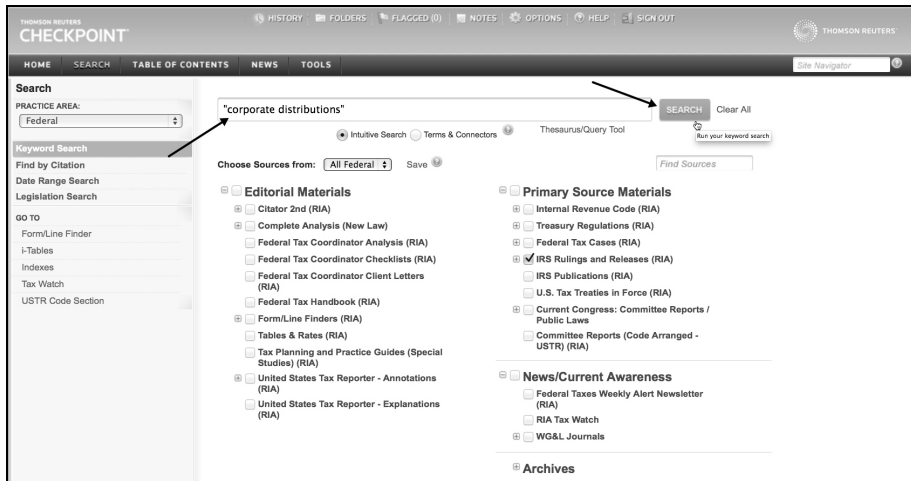 HISTORY FOLDERS FLAGGED (0) NOTES OPTIONS HELP SIGN OUT
THOMSON REUTERS
CHECKPOINT
THOMSON REUTERS
HOME SEARCH TABLE OF CONTENTS NEWS TOOLS
Site Navigator
Search
PRACTICE AREA:
Federal
Keyword Search
Find by Citation
Date Range Search
Legislation Search
GO TO
Form/Line Finder
i-Tables
Indexes
Tax Watch
USTR Code Section
"corporate distributions"
SEARCH Clear All
Run your keyword search
Intuitive Search Terms & Connectors Thesaurus/Query Tool
Choose Sources from: All Federal Save Find Sources
Editorial Materials
Citator 2nd (RIA)
Complete Analysis (New Law)
Federal Tax Coordinator Analysis (RIA)
Federal Tax Coordinator Checklists (RIA)
Federal Tax Coordinator Client Letters
(RIA)
Federal Tax Handbook (RIA)
Form/Line Finders (RIA)
Tables & Rates (RIA)
Tax Planning and Practice Guides (Special
Studies) (RIA)
United States Tax Reporter - Annotations
(RIA)
United States Tax Reporter - Explanations
(RIA)
Primary Source Materials
Internal Revenue Code (RIA)
Treasury Regulations (RIA)
Federal Tax Cases (RIA)
IRS Rulings and Releases (RIA)
IRS Publications (RIA)
U.S. Tax Treaties in Force (RIA)
Current Congress: Committee Reports /
Public Laws
Committee Reports (Code Arranged -
USTR) (RIA)
News/Current Awareness
Federal Taxes Weekly Alert Newsletter
(RIA)
RIA Tax Watch
WG&L Journals
Archives